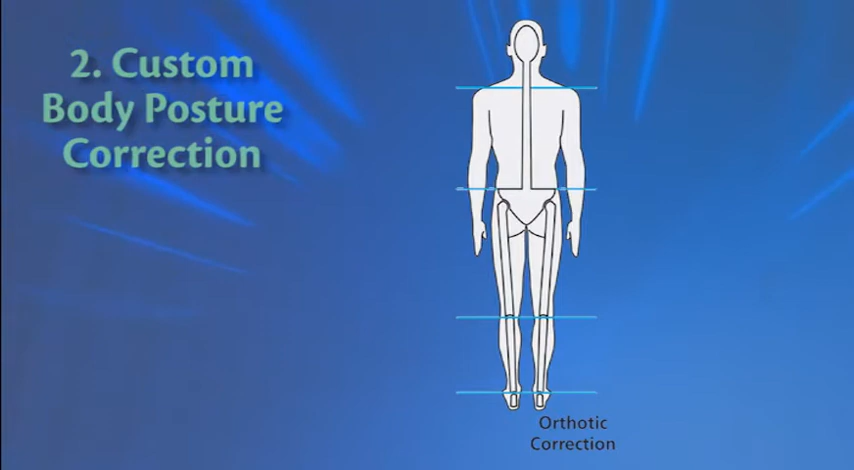 2. Custom
Body Posture
Correction
Orthotic
Correction